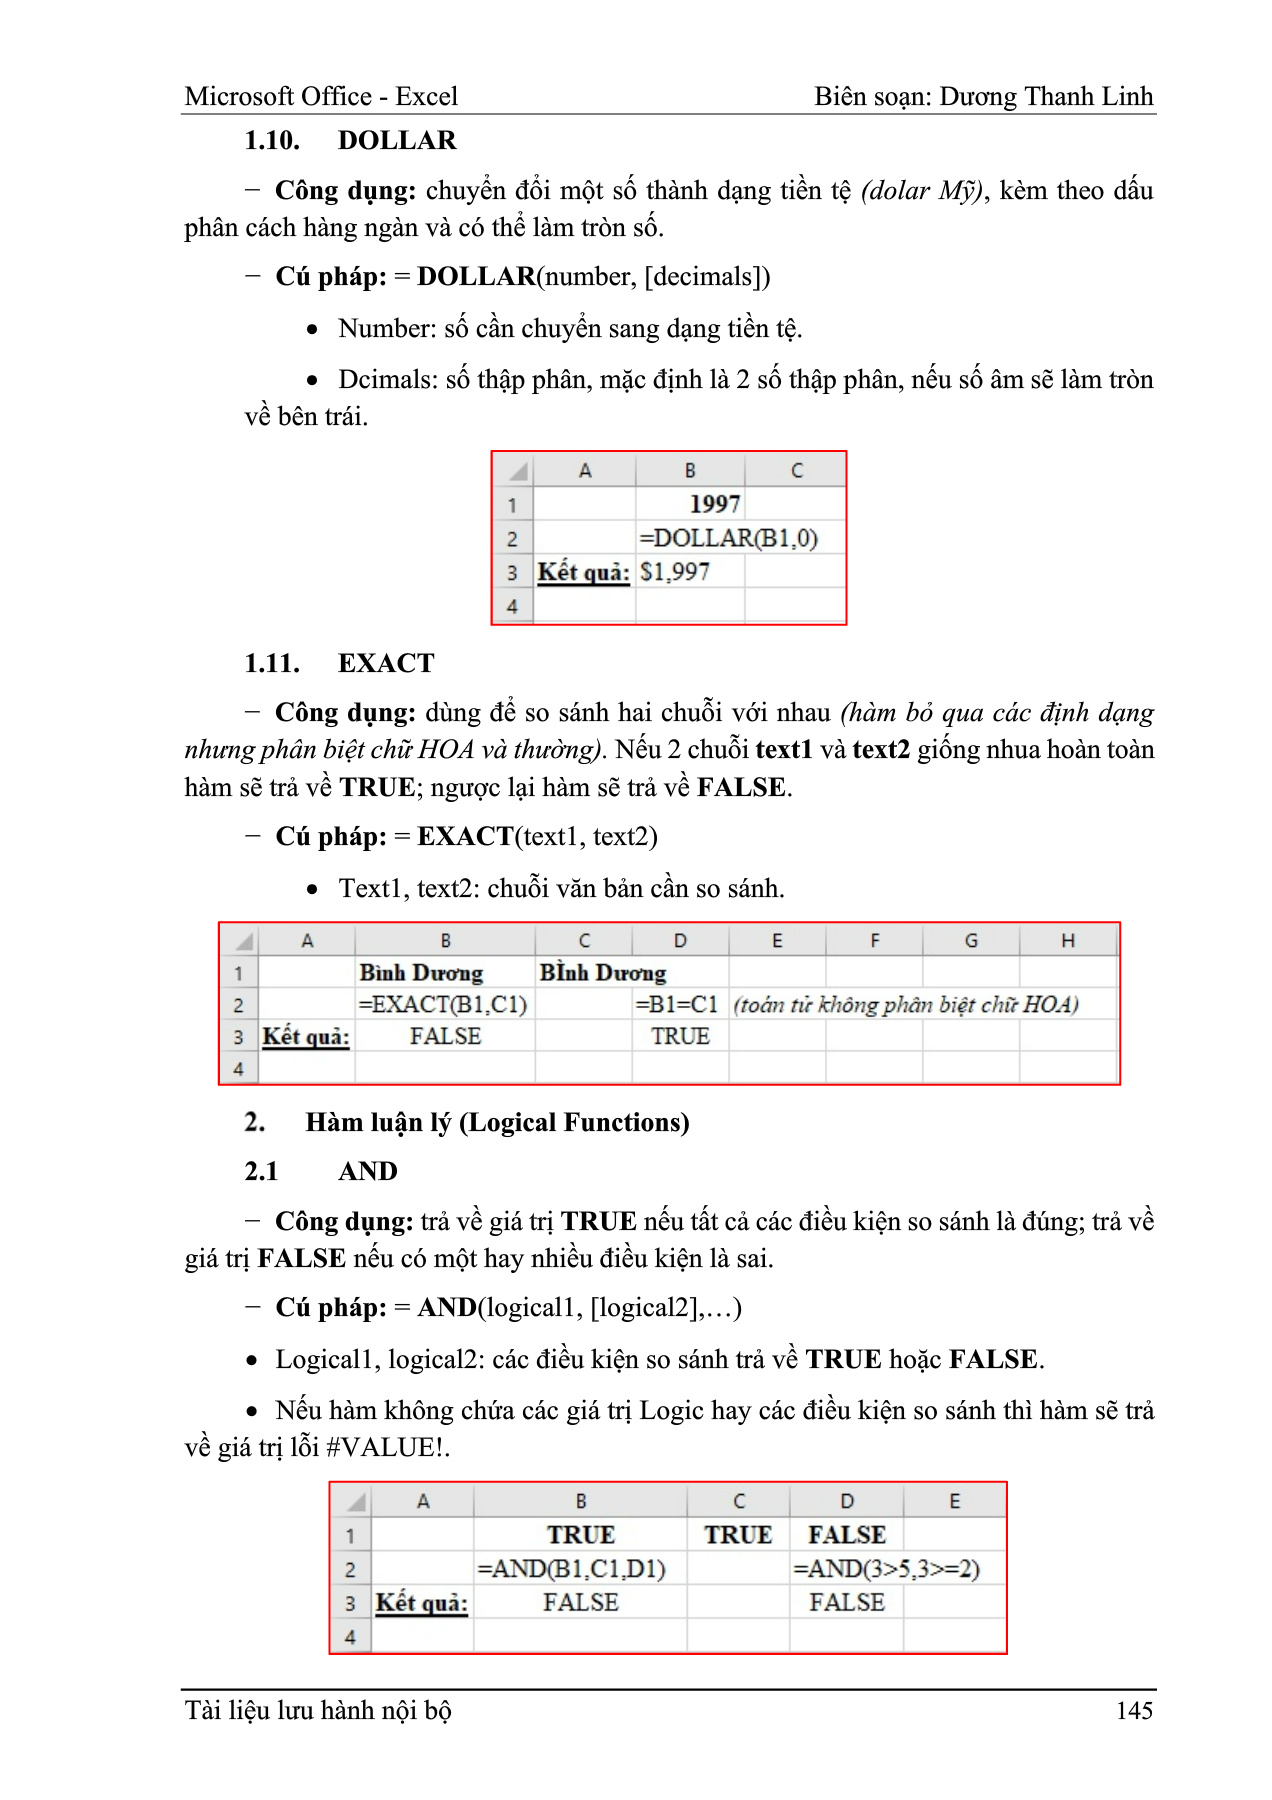 Microsoft Office - Excel Biên soạn: Dương Thanh Linh
1.10. DOLLAR
− Công dụng: chuyển đổi một số thành dạng tiền tệ (dolar Mỹ), kèm theo dấu
phân cách hàng ngàn và có thể làm tròn số.
− Cú pháp: = DOLLAR(number, [decimals])
• Number: số cần chuyển sang dạng tiền tệ.
• Dcimals: số thập phân, mặc định là 2 số thập phân, nếu số âm sẽ làm tròn
về bên trái.
A B C
1 1997
2 =DOLLAR(B1,0)
3 Kết quả: $1,997
4
1.11. EXACT
− Công dụng: dùng để so sánh hai chuỗi với nhau (hàm bỏ qua các định dạng
nhưng phân biệt chữ HOA và thường). Nếu 2 chuỗi text1 và text2 giống nhua hoàn toàn
hàm sẽ trả về TRUE; ngược lại hàm sẽ trả về FALSE.
− Cú pháp: = EXACT(text1, text2)
• Text1, text2: chuỗi văn bản cần so sánh.
A B C D E F G H
1 Bình Dương BÌnh Dương
2 =EXACT(B1,C1) =B1=C1 (toán tử không phân biệt chữ HOA)
3 Kết quả: FALSE TRUE
4
2. Hàm luận lý (Logical Functions)
2.1 AND
− Công dụng: trả về giá trị TRUE nếu tất cả các điều kiện so sánh là đúng; trả về
giá trị FALSE nếu có một hay nhiều điều kiện là sai.
− Cú pháp: = AND(logical1, [logical2],…)
• Logical1, logical2: các điều kiện so sánh trả về TRUE hoặc FALSE.
• Nếu hàm không chứa các giá trị Logic hay các điều kiện so sánh thì hàm sẽ trả
về giá trị lỗi #VALUE!.
A B C D E
1 TRUE TRUE FALSE
2 =AND(B1,C1,D1) =AND(3>5,3>=2)
3 Kết quả: FALSE FALSE
4
Tài liệu lưu hành nội bộ 145